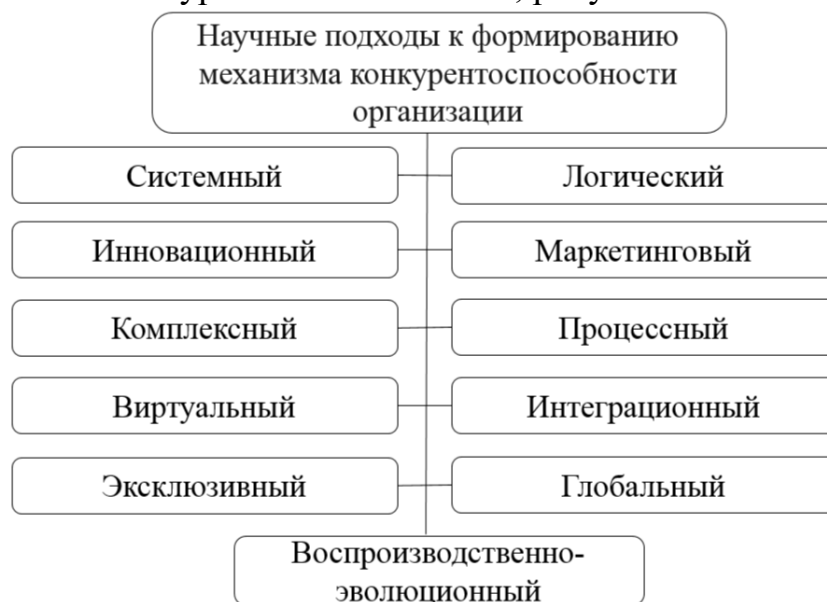 Научные подходы к формированию
механизма конкурентоспособности
организации
Системный
Логический
Инновационный
Маркетинговый
Комплексный
Процессный
Виртуальный
Интеграционный
Эксклюзивный
Глобальный
Воспроизводственно-
эволюционный